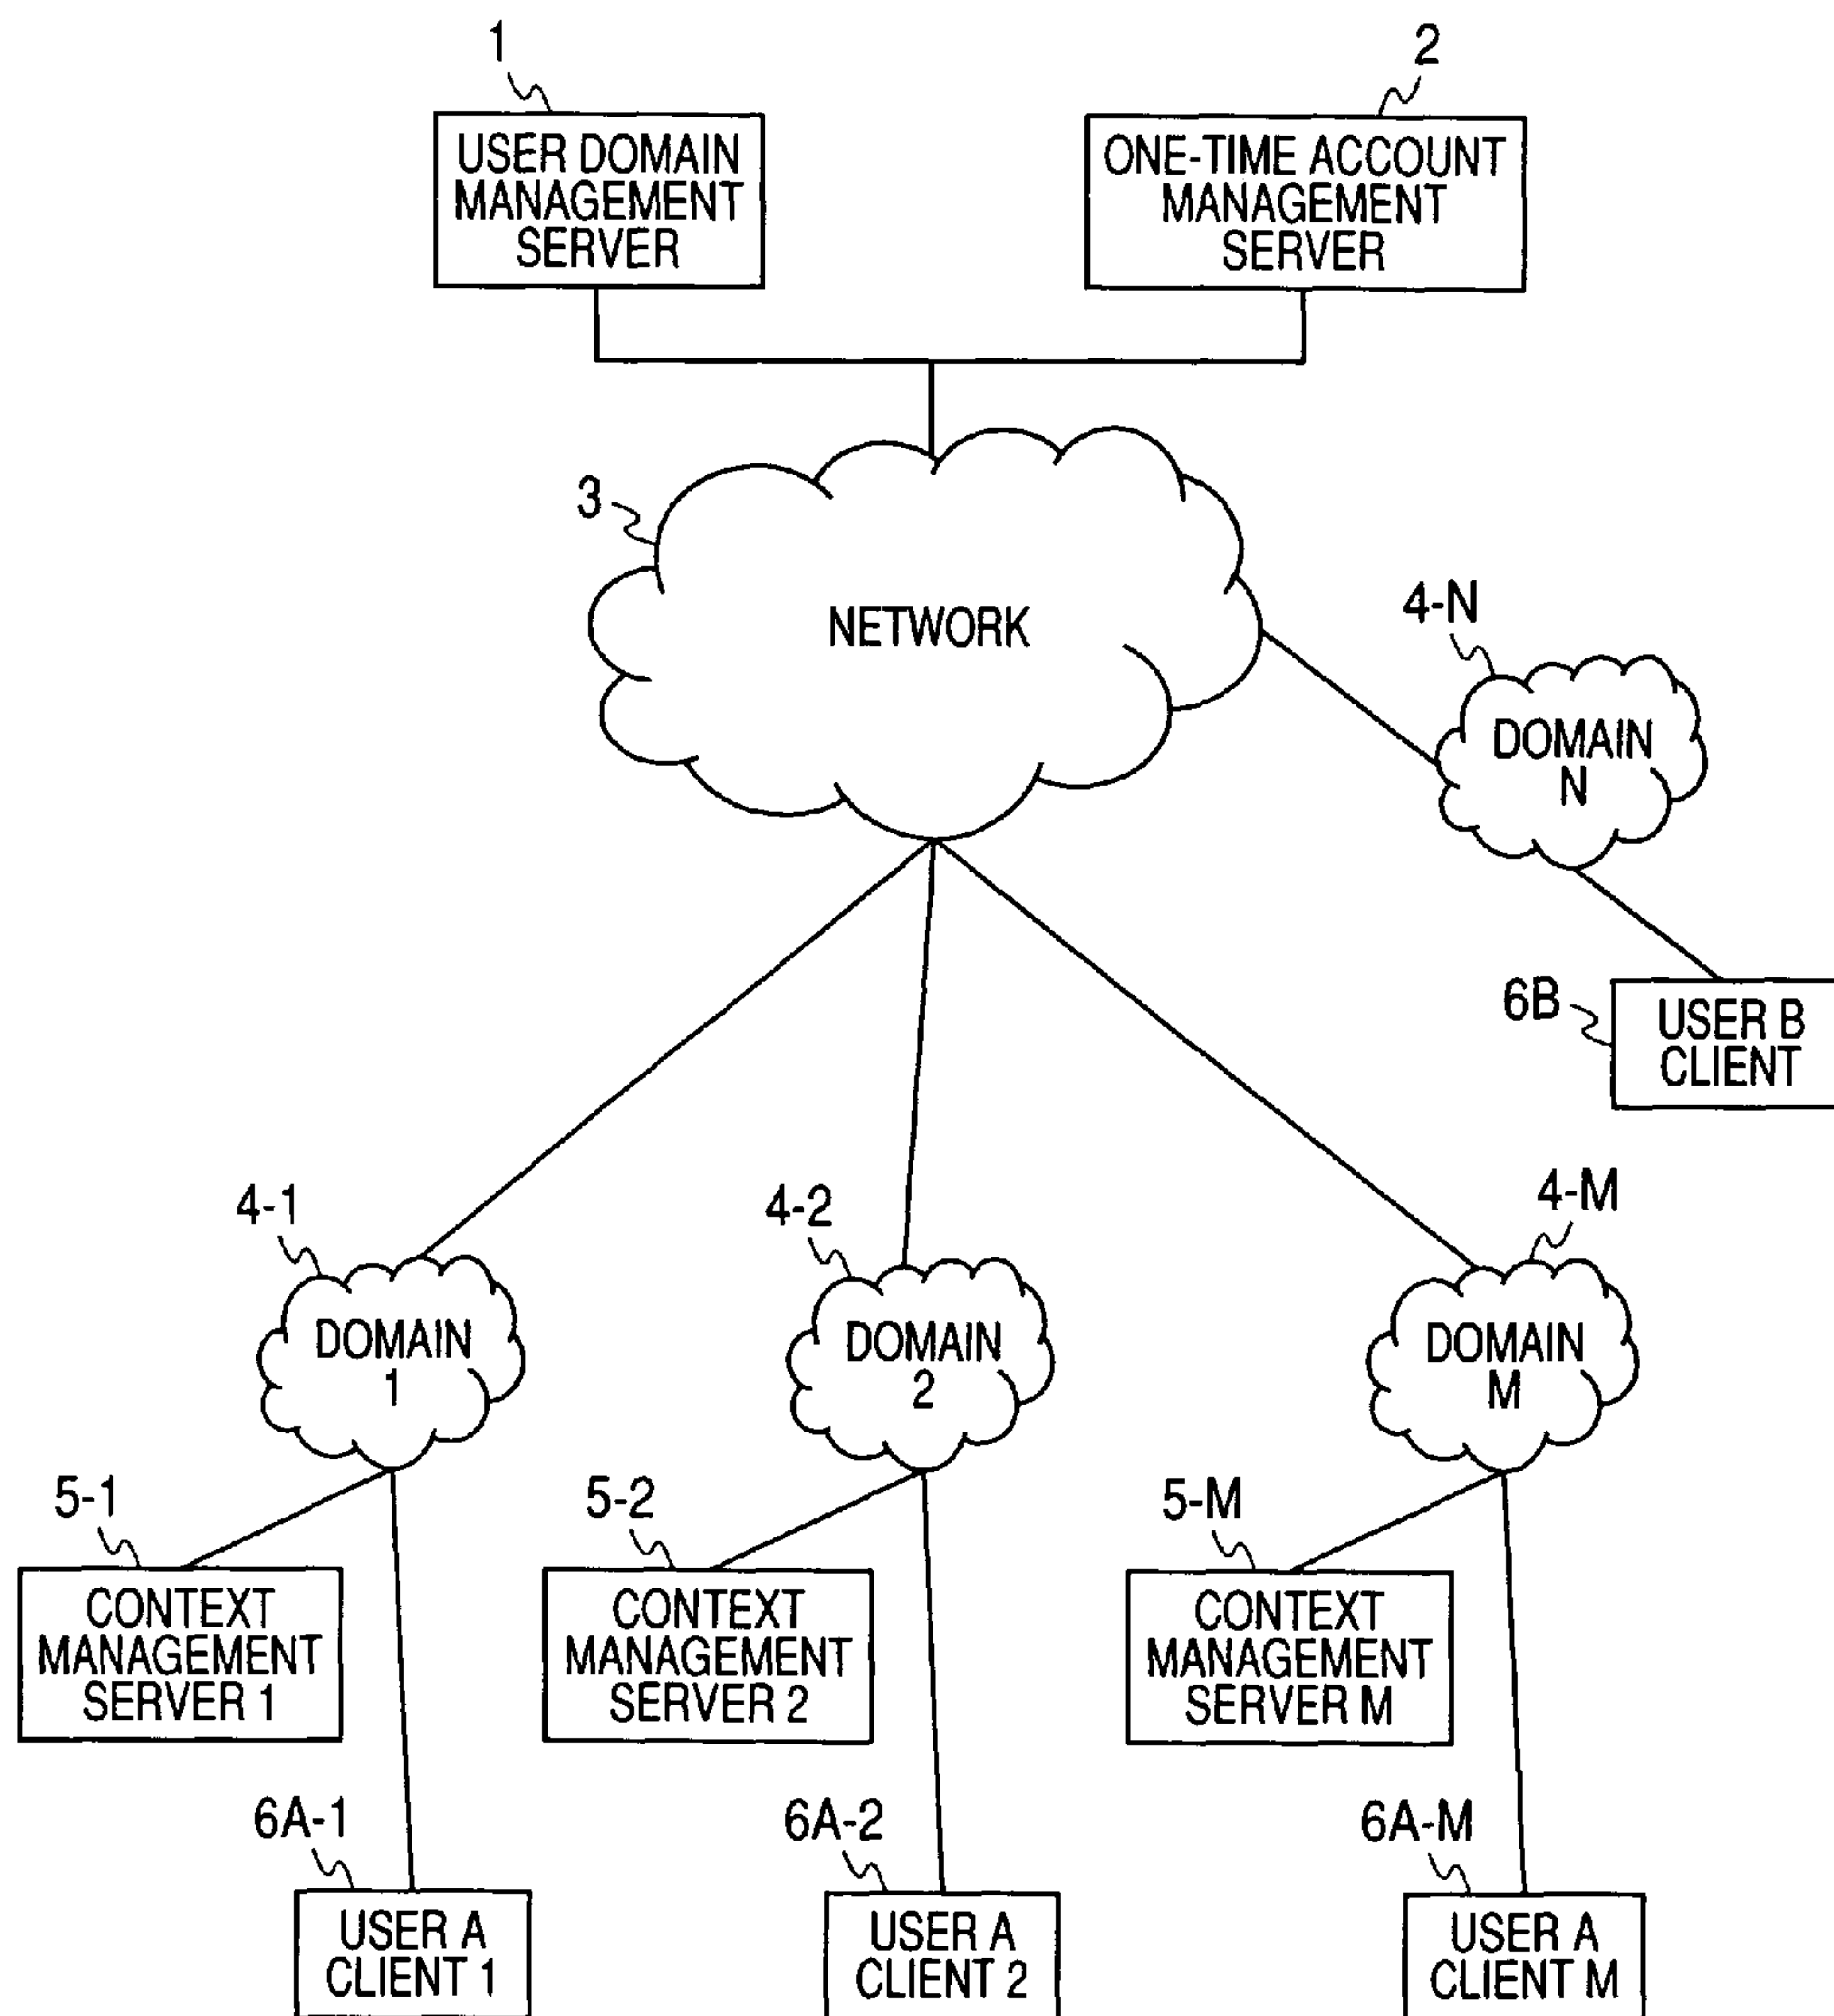 1
2
USER DOMAIN
MANAGEMENT
SERVER
ONE-TIME ACCOUNT
MANAGEMENT
SERVER
3
NETWORK
4-N
DOMAIN
N
6B
USER B
CLIENT
4-1
4-2
4-M
DOMAIN
1
DOMAIN
2
DOMAIN
M
5-1
5-2
5-M
CONTEXT
MANAGEMENT
SERVER 1
CONTEXT
MANAGEMENT
SERVER 2
CONTEXT
MANAGEMENT
SERVER M
6A-1
6A-2
6A-M
USER A
CLIENT 1
USER A
CLIENT 2
USER A
CLIENT M